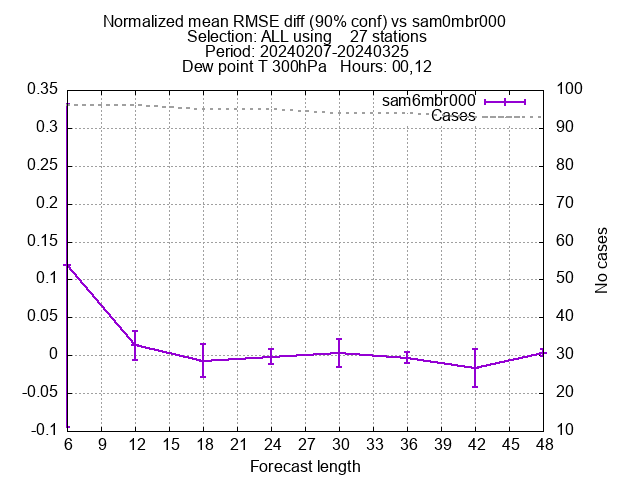 Normalized mean RMSE diff (90% conf) vs sam0mbr000
Selection: ALL using    27 stations
Period: 20240207-20240325
Dew point T 300hPa   Hours: 00,12
sam6mbr000
Cases
0.35
0.3
0.25
0.2
0.15
0.1
0.05
0
-0.05
-0.1
100
90
80
70
60
50
40
30
20
10
No cases
6 9 12 15 18 21 24 27 30 33 36 39 42 45 48
Forecast length